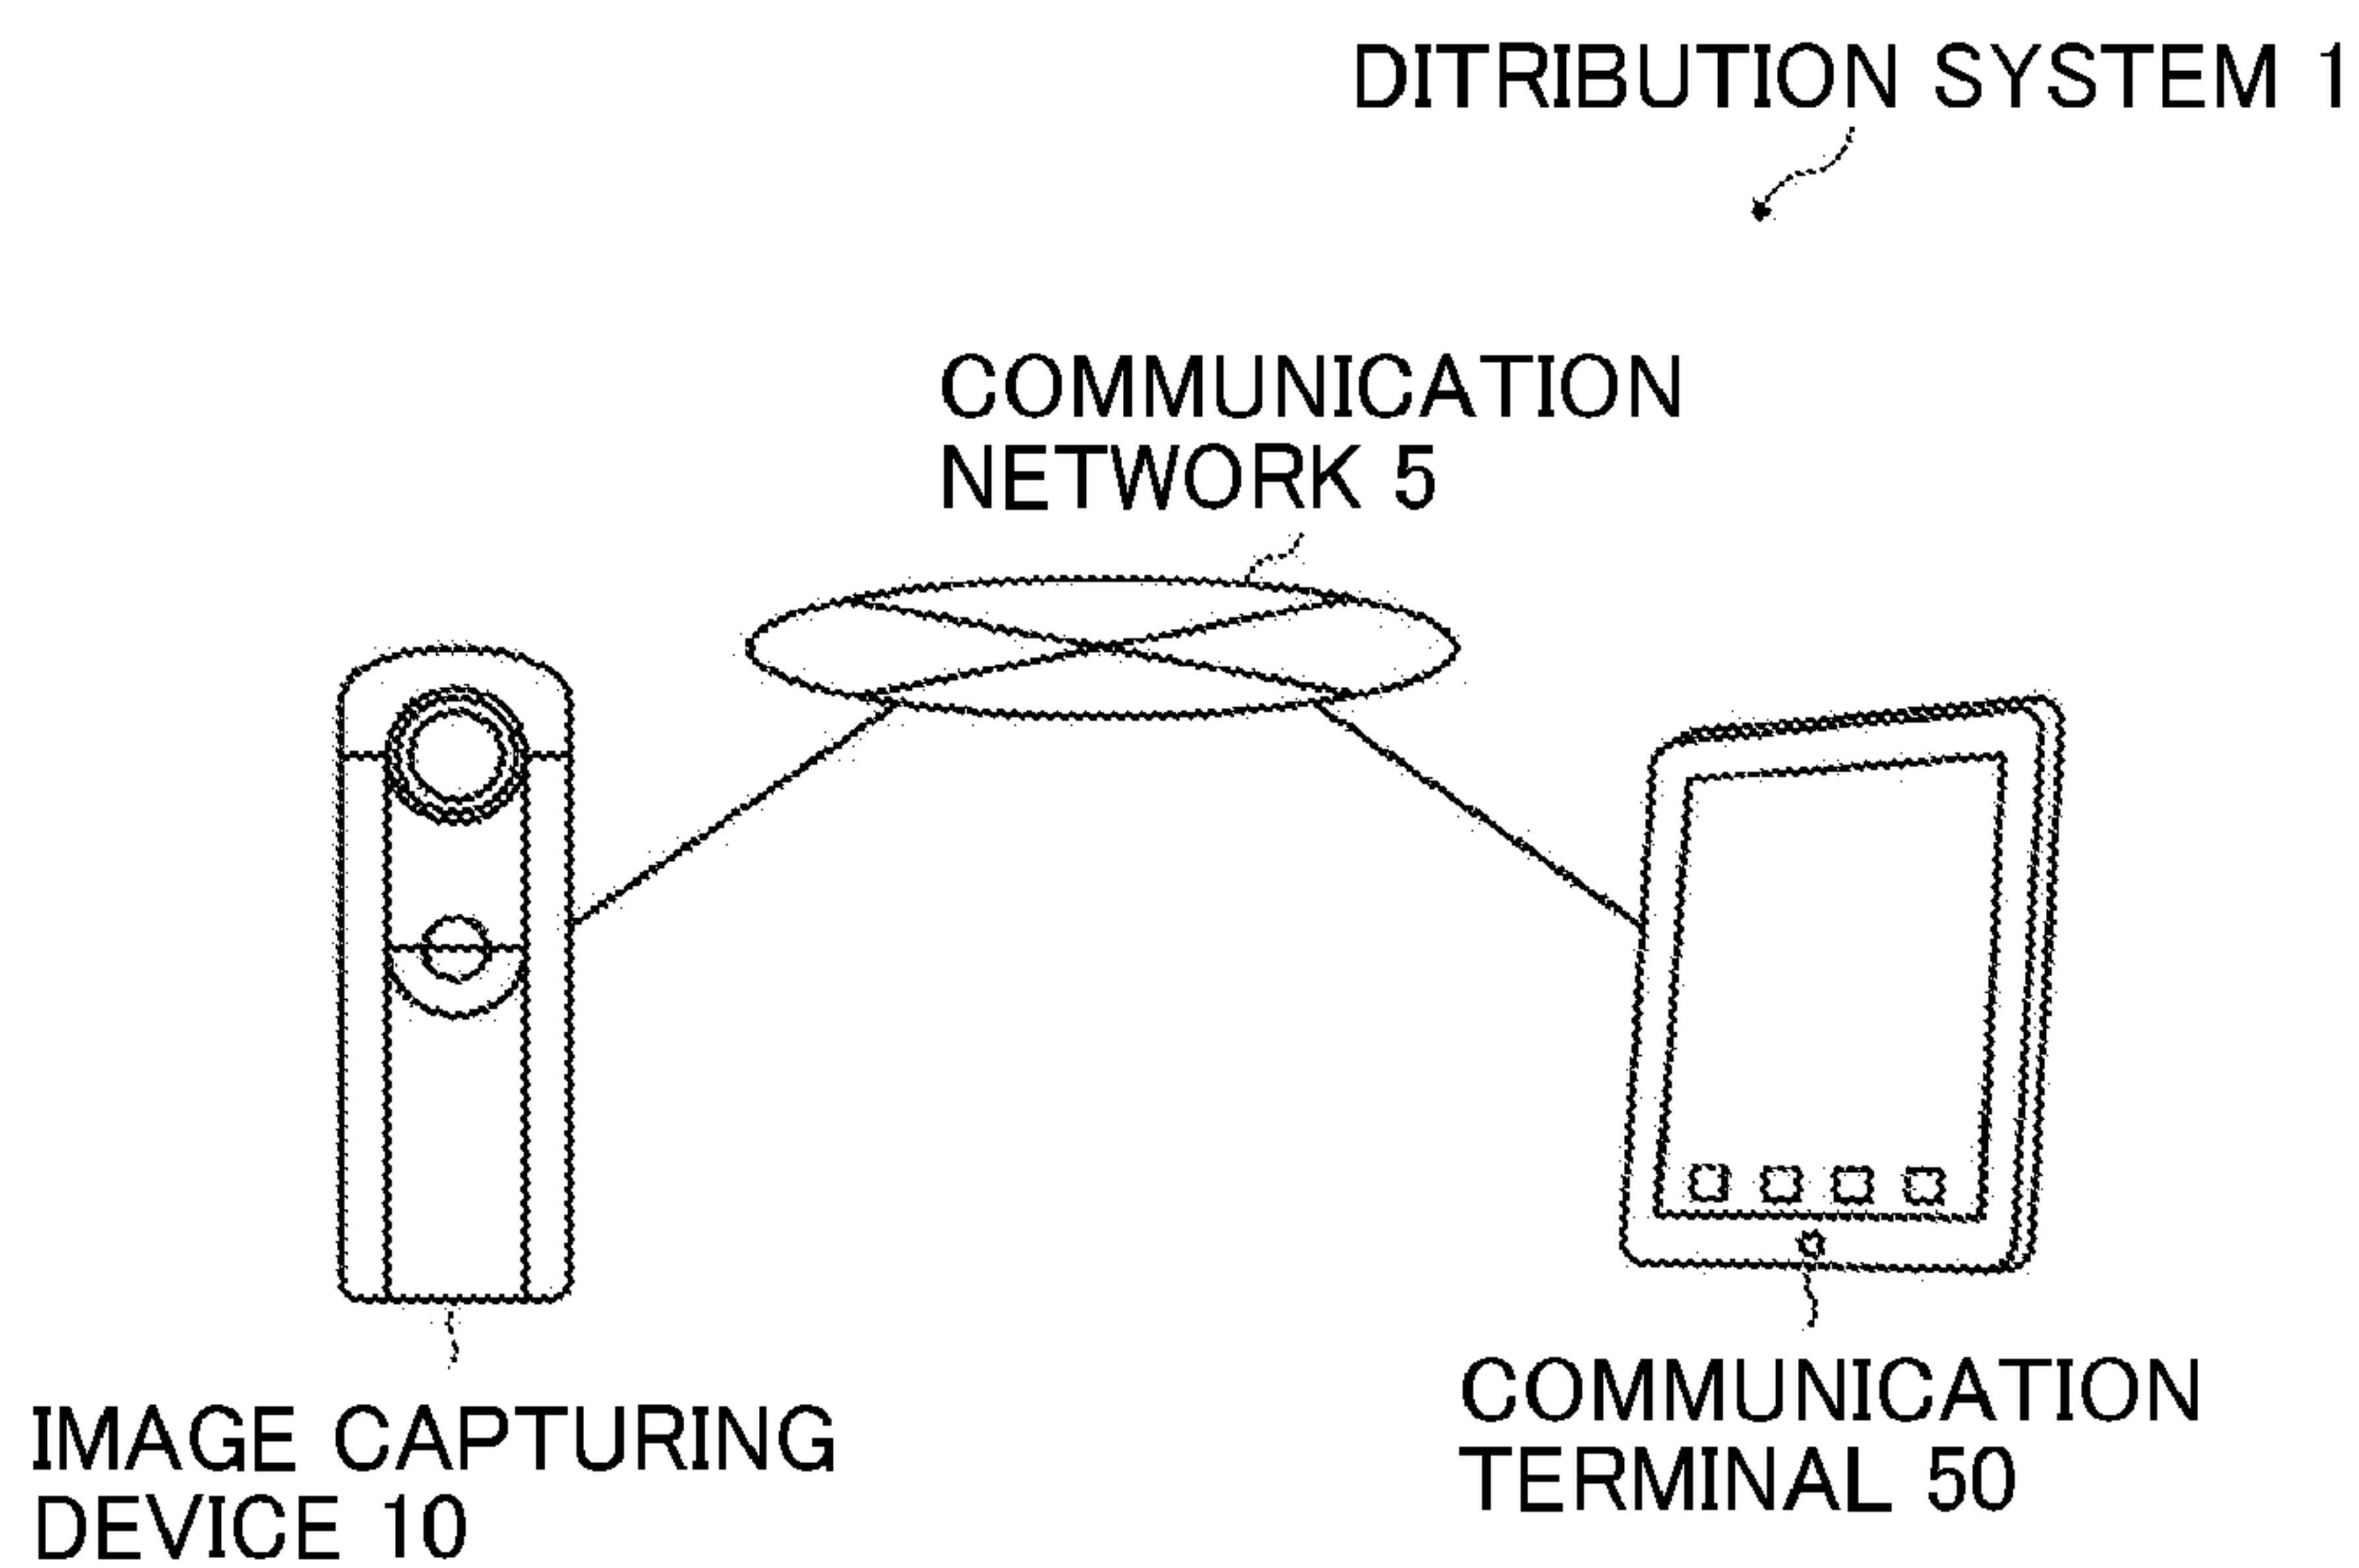 DITRIBUTION SYSTEM 1
COMMUNICATION
NETWORK 5
IMAGE CAPTURING
DEVICE 10
COMMUNICATION
TERMINAL 50